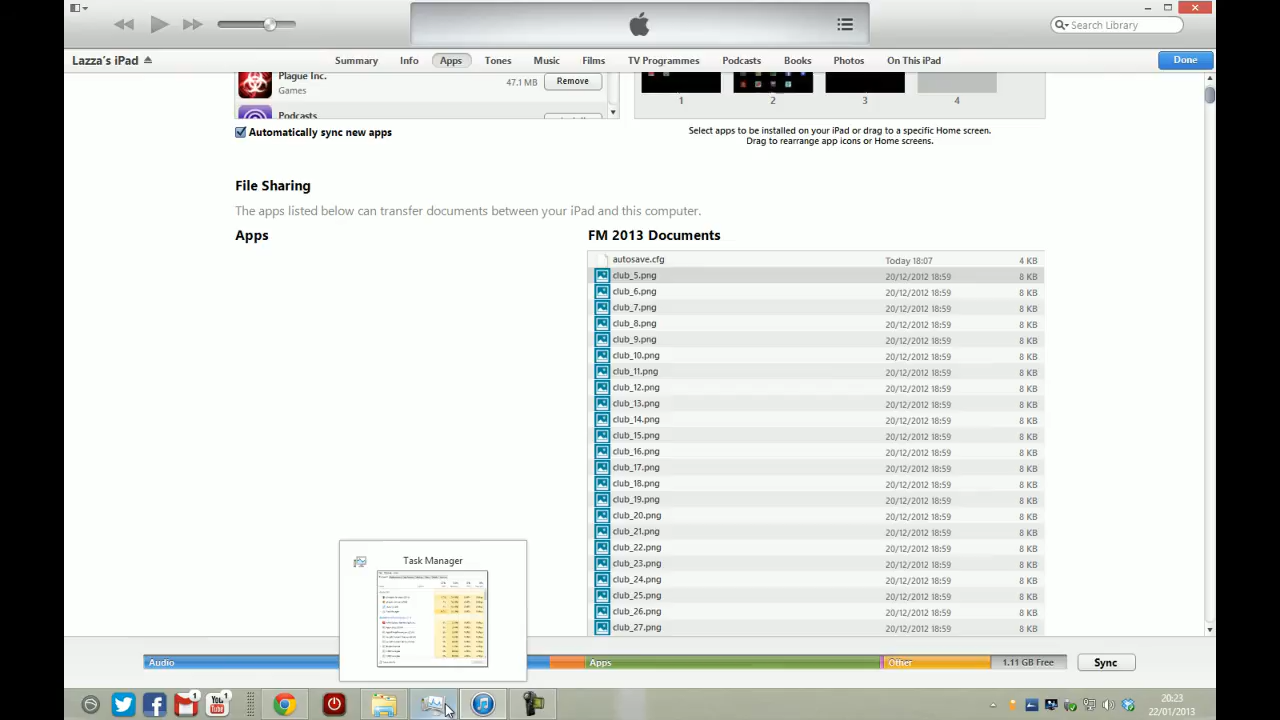 Search Library
Lazza's iPad Summary Info Apps Tones Music Films TV Programmes Podcasts Books Photos On This iPad Done
Plague Inc.
Games
47.1 MB Remove
Podcasts
1 2 3 4
Automatically sync new apps
Select apps to be installed on your iPad or drag to a specific Home screen.
Drag to rearrange app icons or Home screens.
File Sharing
The apps listed below can transfer documents between your iPad and this computer.
Apps FM 2013 Documents
autosave.cfg Today 18:07 4 KB
club_5.png 20/12/2012 18:59 8 KB
club_6.png 20/12/2012 18:59 8 KB
club_7.png 20/12/2012 18:59 8 KB
club_8.png 20/12/2012 18:59 8 KB
club_9.png 20/12/2012 18:59 8 KB
club_10.png 20/12/2012 18:59 8 KB
club_11.png 20/12/2012 18:59 8 KB
club_12.png 20/12/2012 18:59 8 KB
club_13.png 20/12/2012 18:59 8 KB
club_14.png 20/12/2012 18:59 8 KB
club_15.png 20/12/2012 18:59 8 KB
club_16.png 20/12/2012 18:59 8 KB
club_17.png 20/12/2012 18:59 8 KB
club_18.png 20/12/2012 18:59 8 KB
club_19.png 20/12/2012 18:59 8 KB
club_20.png 20/12/2012 18:59 8 KB
club_21.png 20/12/2012 18:59 8 KB
club_22.png 20/12/2012 18:59 8 KB
club_23.png 20/12/2012 18:59 8 KB
club_24.png 20/12/2012 18:59 8 KB
club_25.png 20/12/2012 18:59 8 KB
club_26.png 20/12/2012 18:59 8 KB
club_27.png 20/12/2012 18:59 8 KB
Task Manager
Audio Apps Other 1.11 GB Free Sync
You Tube
1 1
20:23
22/01/2013